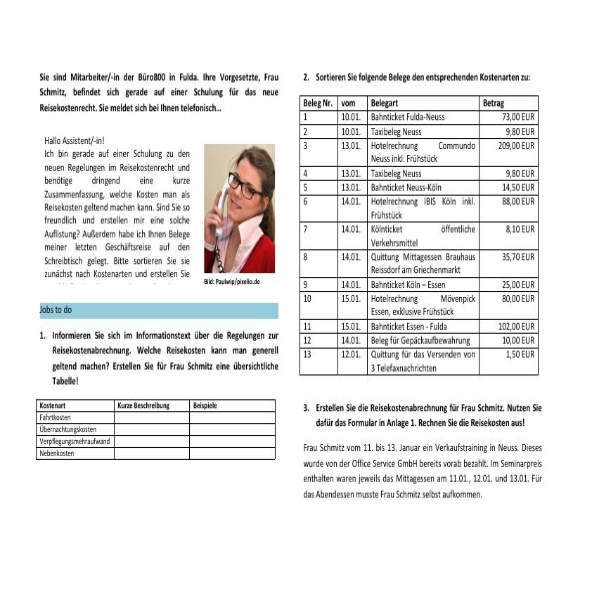 Sie sind Mitarbeiter/-in der Büro800 in Fulda. Ihre Vorgesetzte, Frau
Schmitz, befindet sich gerade auf einer Schulung für das neue
Reisekostenrecht. Sie meldet sich bei Ihnen telefonisch…
Hallo Assistent/-in!
Ich bin gerade auf einer Schulung zu den
neuen Regelungen im Reisekostenrecht und
benötige dringend eine kurze
Zusammenfassung, welche Kosten man als
Reisekosten geltend machen kann. Sind Sie so
freundlich und erstellen mir eine solche
Auflistung? Außerdem habe ich Ihnen Belege
meiner letzten Geschäftsreise auf den
Schreibtisch gelegt. Bitte sortieren Sie sie
zunächst nach Kostenarten und erstellen Sie
Bild: Paulwip/pixelio.de
Jobs to do
1. Informieren Sie sich im Informationstext über die Regelungen zur
Reisekostenabrechnung. Welche Reisekosten kann man generell
geltend machen? Erstellen Sie für Frau Schmitz eine übersichtliche
Tabelle!
Kostenart Kurze Beschreibung Beispiele
Fahrtkosten
Übernachtungskosten
Verpflegungsmehraufwand
Nebenkosten
2. Sortieren Sie folgende Belege den entsprechenden Kostenarten zu:
Beleg Nr. vom Belegart Betrag
1 10.01. Bahnticket Fulda-Neuss 73,00 EUR
2 10.01. Taxibeleg Neuss 9,80 EUR
3 13.01. Hotelrechnung Commundo 209,00 EUR
Neuss inkl. Frühstück
4 13.01. Taxibeleg Neuss 9,80 EUR
5 13.01. Bahnticket Neuss-Köln 14,50 EUR
6 14.01. Hotelrechnung IBIS Köln inkl. 88,00 EUR
Frühstück
7 14.01. Kölnticket öffentliche 8,10 EUR
Verkehrsmittel
8 14.01. Quittung Mittagessen Brauhaus 35,70 EUR
Reissdorf am Griechenmarkt
9 14.01. Bahnticket Köln – Essen 25,00 EUR
10 15.01. Hotelrechnung Mövenpick 80,00 EUR
Essen, exklusive Frühstück
11 15.01. Bahnticket Essen - Fulda 102,00 EUR
12 14.01. Beleg für Gepäckaufbewahrung 10,00 EUR
13 12.01. Quittung für das Versenden von 1,50 EUR
3 Telefaxnachrichten
3. Erstellen Sie die Reisekostenabrechnung für Frau Schmitz. Nutzen Sie
dafür das Formular in Anlage 1. Rechnen Sie die Reisekosten aus!
Frau Schmitz vom 11. bis 13. Januar ein Verkaufstraining in Neuss. Dieses
wurde von der Office Service GmbH bereits vorab bezahlt. Im Seminarpreis
enthalten waren jeweils das Mittagessen am 11.01., 12.01. und 13.01. Für
das Abendessen musste Frau Schmitz selbst aufkommen.